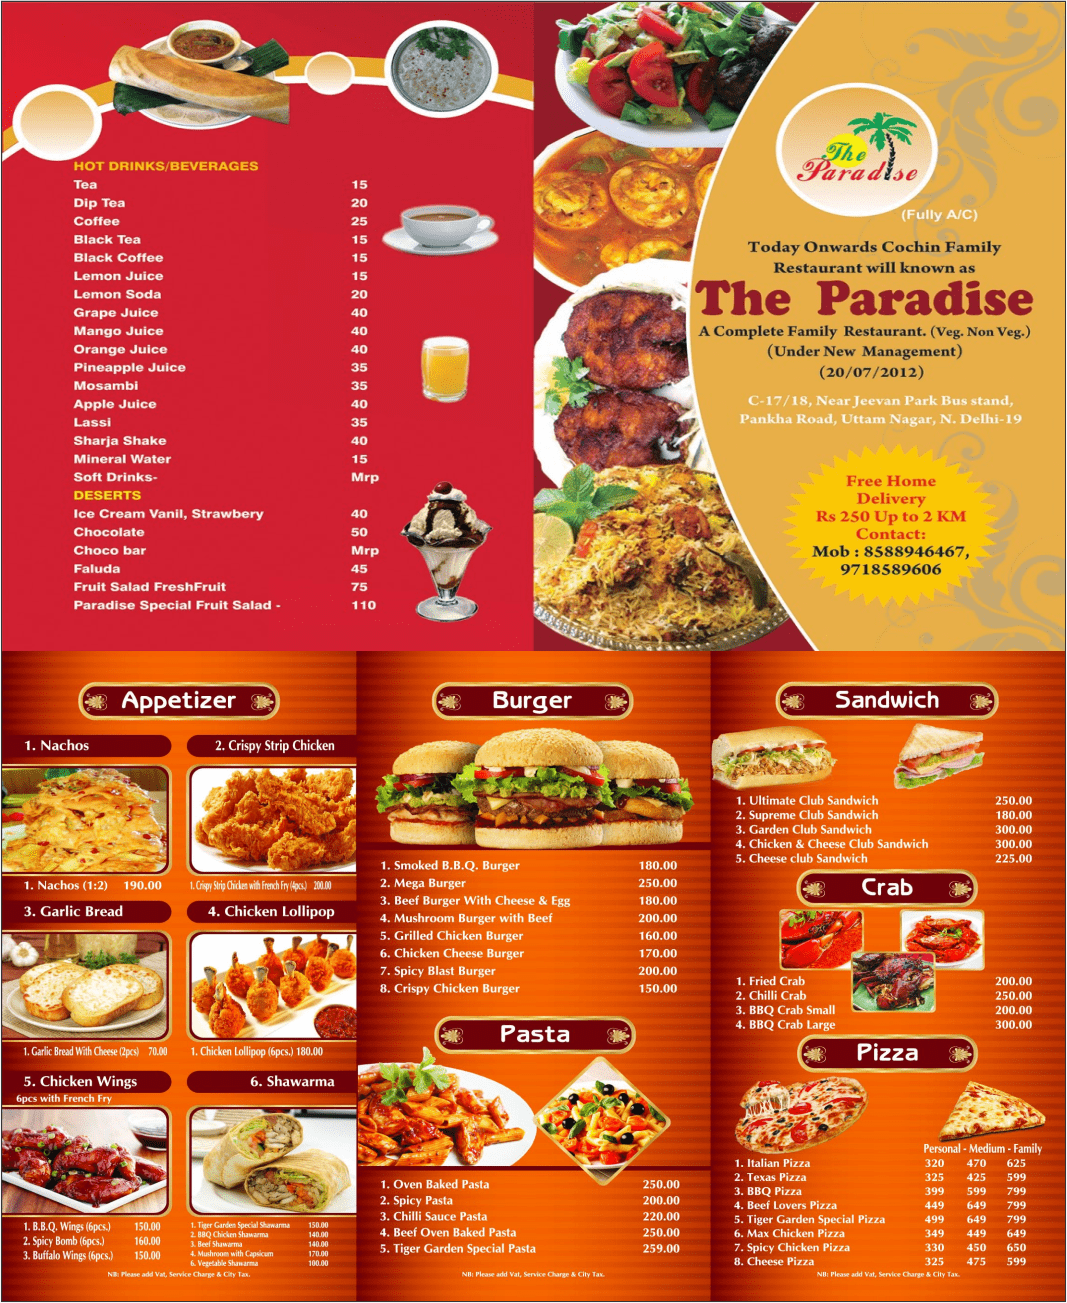 HOT DRINKS/BEVERAGES
Tea 15
Dip Tea 20
Coffee 25
Black Tea 15
Black Coffee 15
Lemon Juice 15
Lemon Soda 20
Grape Juice 40
Mango Juice 40
Orange Juice 40
Pineapple Juice 35
Mosambi 35
Apple Juice 40
Lassi 35
Sharja Shake 40
Mineral Water 15
Soft Drinks- Mrp
DESERTS
Ice Cream Vanil, Strawbery 40
Chocolate 50
Choco bar Mrp
Faluda 45
Fruit Salad FreshFruit 75
Paradise Special Fruit Salad - 110
The
Paradise
(Fully A/C)
Today Onwards Cochin Family
Restaurant will known as
The Paradise
A Complete Family Restaurant. (Veg. Non Veg.)
(Under New Management)
(20/07/2012)
C-17/18, Near Jeevan Park Bus stand,
Pankha Road, Uttam Nagar, N. Delhi-19
Free Home
Delivery
Rs 250 Up to 2 KM
Contact:
Mob : 8588946467,
9718589606
Appetizer
1. Nachos
2. Crispy Strip Chicken
1. Nachos (1:2) 190.00
1. Crispy Strip Chicken with French Fry (4pcs.) 200.00
3. Garlic Bread
4. Chicken Lollipop
1. Garlic Bread With Cheese (2pcs) 70.00
1. Chicken Lollipop (6pcs.) 180.00
5. Chicken Wings
6pcs with French Fry
6. Shawarma
1. B.B.Q. Wings (6pcs.) 150.00
2. Spicy Bomb (6pcs.) 160.00
3. Buffalo Wings (6pcs.) 150.00
1. Tiger Garden Special Shawarma 150.00
2. BBQ Chicken Shawarma 140.00
3. Beef Shawarma 140.00
4. Mushroom with Capsicum 170.00
6. Vegetable Shawarma 100.00
NB: Please add Vat, Service Charge & City Tax.
Burger
1. Smoked B.B.Q. Burger 180.00
2. Mega Burger 250.00
3. Beef Burger With Cheese & Egg 180.00
4. Mushroom Burger with Beef 200.00
5. Grilled Chicken Burger 160.00
6. Chicken Cheese Burger 170.00
7. Spicy Blast Burger 200.00
8. Crispy Chicken Burger 150.00
Pasta
1. Oven Baked Pasta 250.00
2. Spicy Pasta 200.00
3. Chilli Sauce Pasta 220.00
4. Beef Oven Baked Pasta 250.00
5. Tiger Garden Special Pasta 259.00
NB: Please add Vat, Service Charge & City Tax.
Sandwich
1. Ultimate Club Sandwich 250.00
2. Supreme Club Sandwich 180.00
3. Garden Club Sandwich 300.00
4. Chicken & Cheese Club Sandwich 300.00
5. Cheese club Sandwich 225.00
Crab
1. Fried Crab 200.00
2. Chilli Crab 250.00
3. BBQ Crab Small 200.00
4. BBQ Crab Large 300.00
Pizza
Personal - Medium - Family
1. Italian Pizza 320 470 625
2. Texas Pizza 325 425 599
3. BBQ Pizza 399 599 799
4. Beef Lovers Pizza 449 649 799
5. Tiger Garden Special Pizza 499 649 799
6. Max Chicken Pizza 349 449 649
7. Spicy Chicken Pizza 330 450 650
8. Cheese Pizza 325 475 599
NB: Please add Vat, Service Charge & City Tax.